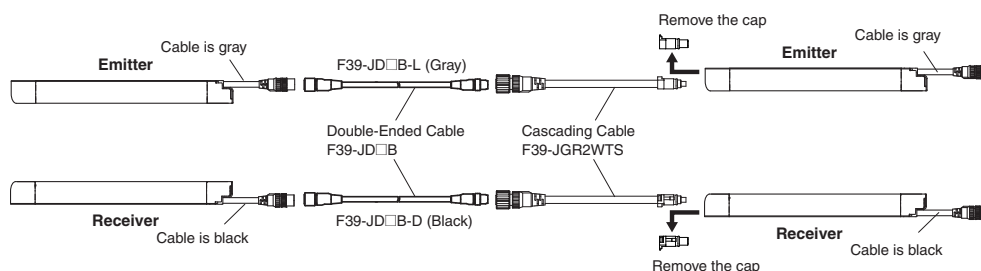 Remove the cap
Cable is gray
Emitter
F39-JD□B-L (Gray)
Emitter
Cable is gray
Double-Ended Cable
F39-JD□B
Cascading Cable
F39-JGR2WTS
Receiver
Cable is black
F39-JD□B-D (Black)
Receiver
Cable is black
Remove the cap